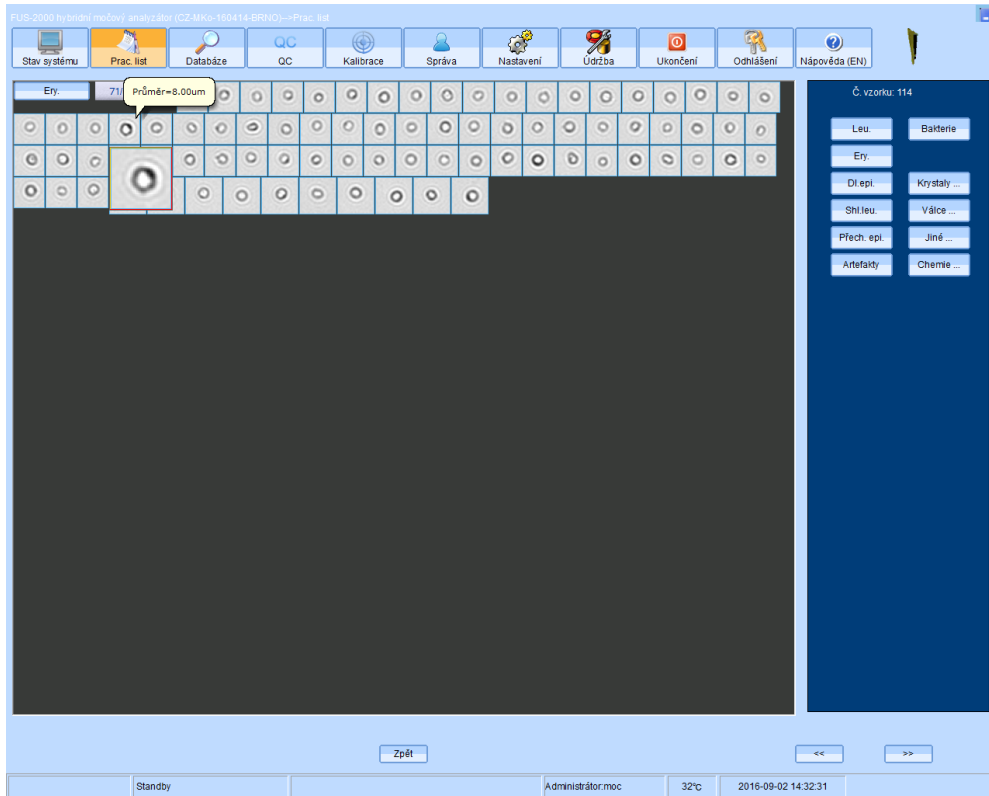 FUS-2000 hybridní močový analyzátor (CZ-MKo-160414-BRNO)-->Prac. list
QC
Stav systému Prac. list Databáze QC Kalibrace Správa Nastavení Údržba Ukončení Odhlášení Nápověda (EN)
Ery. 71/
Průměr=8.00um
Č. vzorku: 114
Leu. Bakterie
Ery.
Dl.epi. Krystaly ...
Shl.leu. Válce ...
Přech. epi. Jiné ...
Artefakty Chemie ...
Zpět << >>
Standby Administrátor:moc 32℃ 2016-09-02 14:32:31